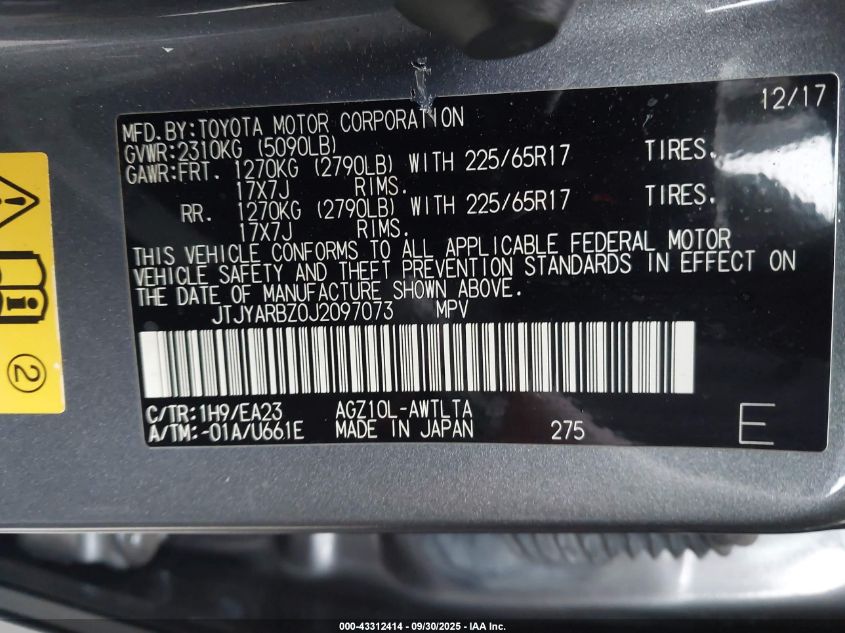 12/17
MFD.BY:TOYOTA MOTOR CORPORATION
GVWR:2310KG (5090LB)
GAWR:FRT. 1270KG (2790LB) WITH 225/65R17 TIRES.
17X7J RIMS.
RR. 1270KG (2790LB) WITH 225/65R17 TIRES.
17X7J RIMS.
THIS VEHICLE CONFORMS TO ALL APPLICABLE FEDERAL MOTOR
VEHICLE SAFETY AND THEFT PREVENTION STANDARDS IN EFFECT ON
THE DATE OF MANUFACTURE SHOWN ABOVE.
JTJYARBZ0J2097073 MPV
C/TR:1H9/EA23 AGZ10L-AWTLTA
A/TM:-01A/U661E MADE IN JAPAN 275 E
2
000-43312414 - 09/30/2025 - IAA Inc.